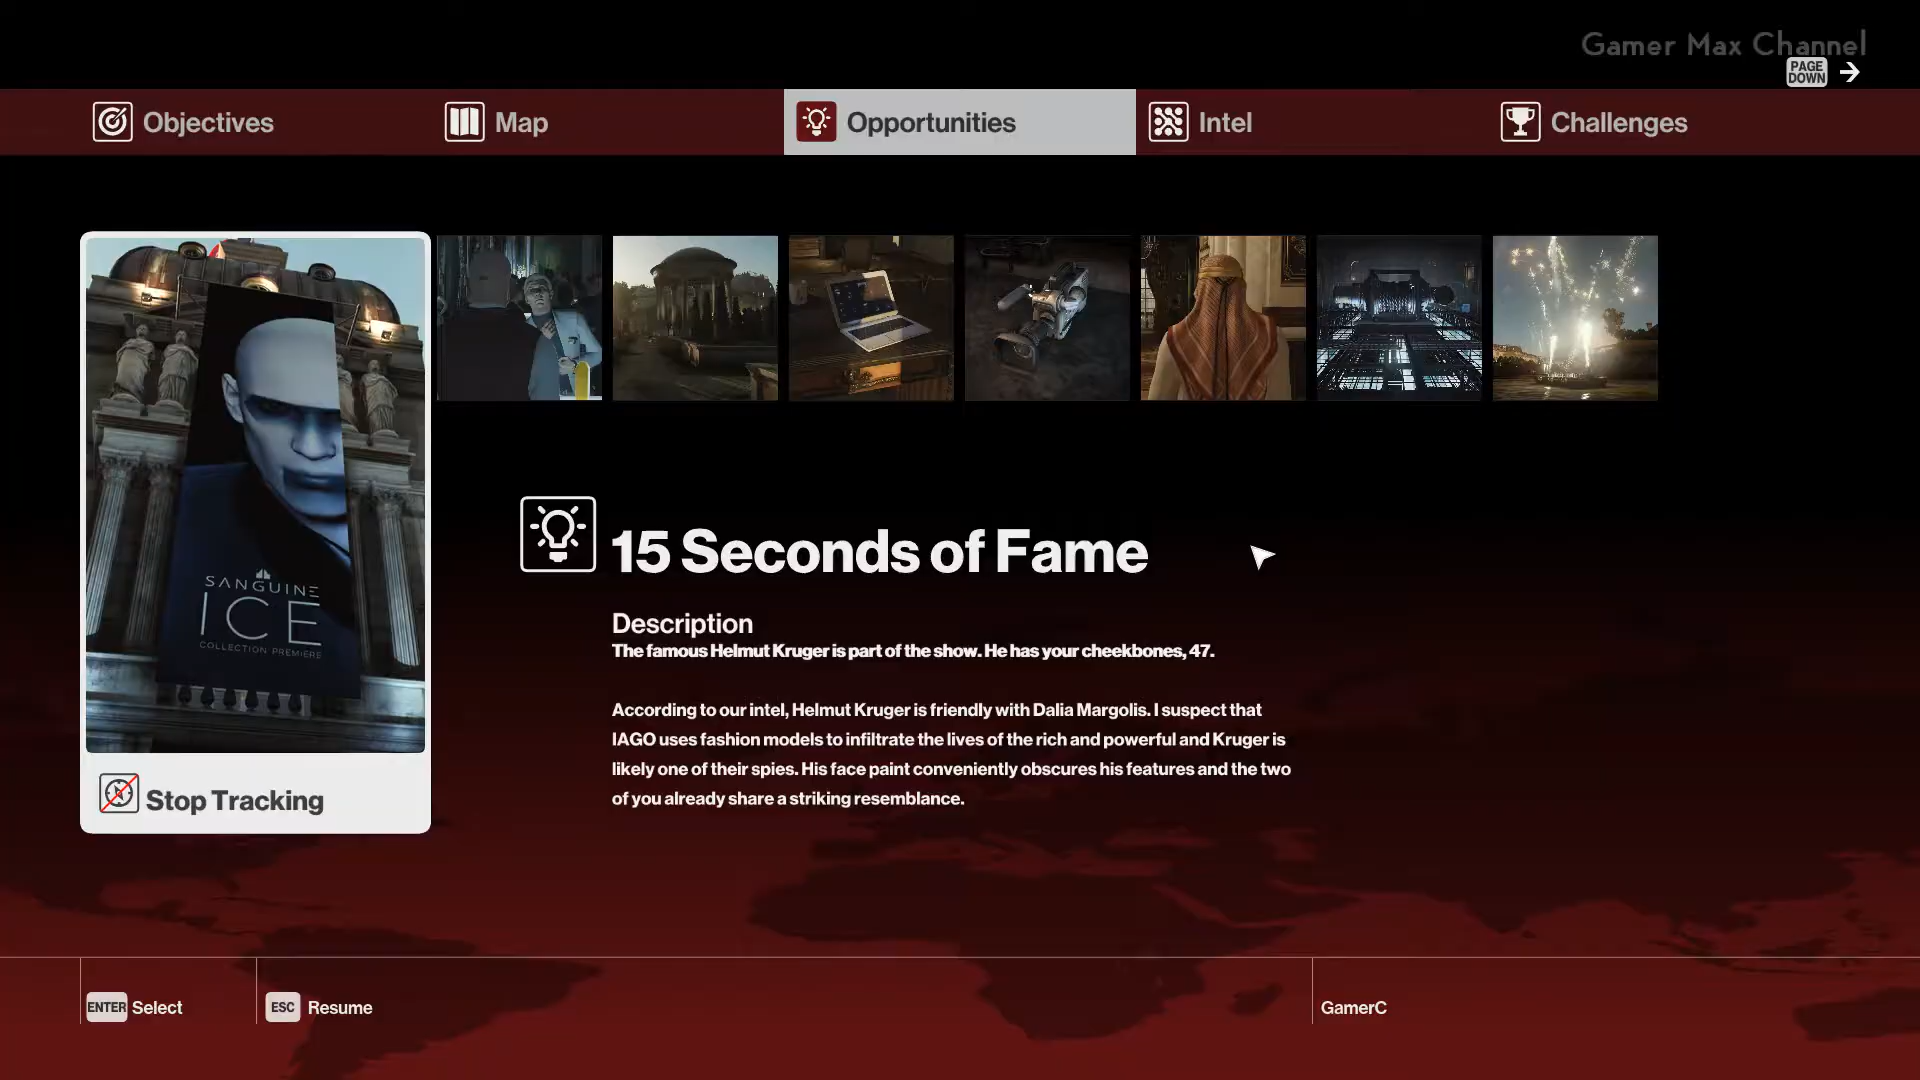 Gamer Max Channel
PAGE
DOWN
Objectives
Map
Opportunities
Intel
Challenges
SANGUINE
ICE
COLLECTION PREMIERE
Stop Tracking
15 Seconds of Fame
Description
The famous Helmut Kruger is part of the show. He has your cheekbones, 47.
According to our intel, Helmut Kruger is friendly with Dalia Margolis. I suspect that
IAGO uses fashion models to infiltrate the lives of the rich and powerful and Kruger is
likely one of their spies. His face paint conveniently obscures his features and the two
of you already share a striking resemblance.
ENTER Select
ESC Resume
GamerC